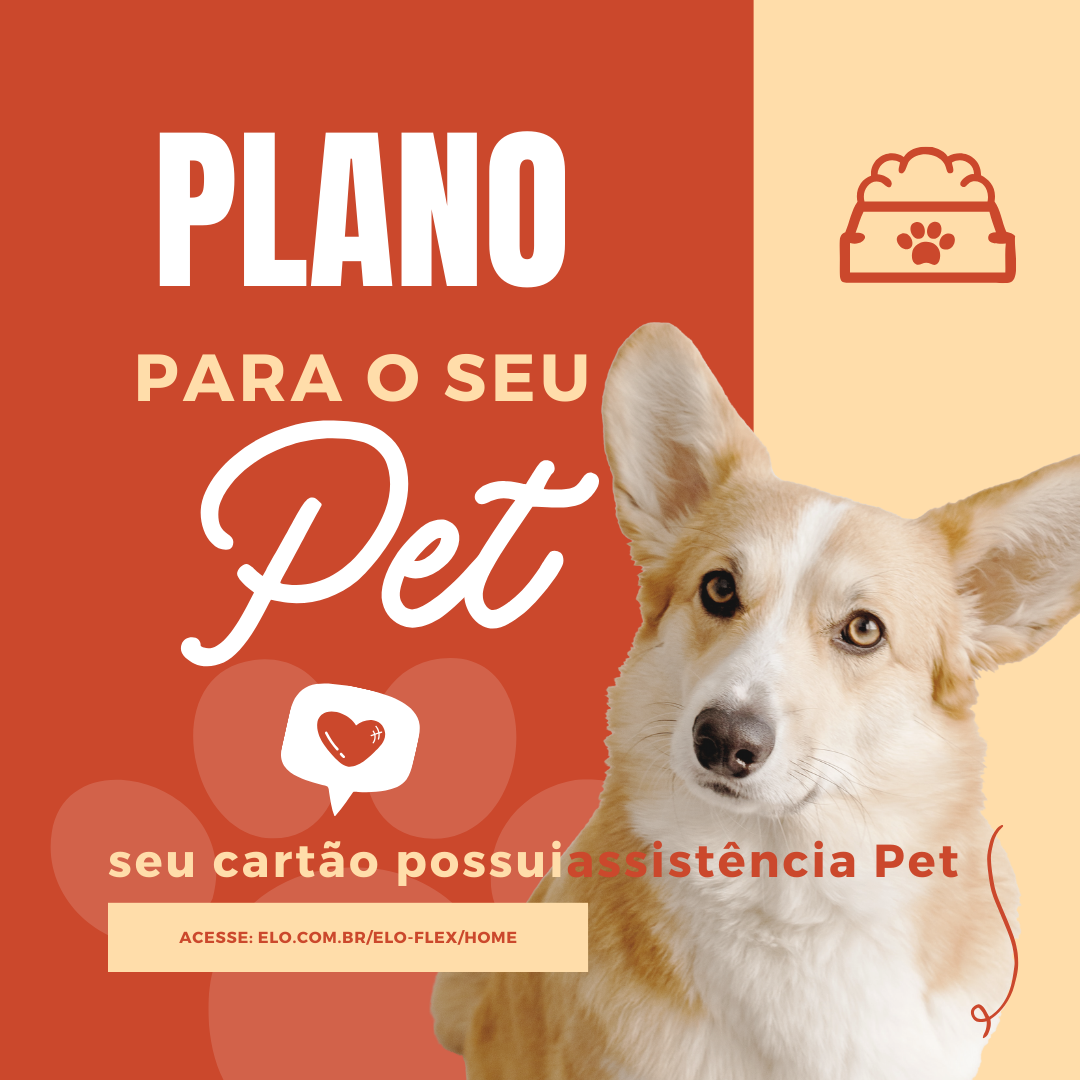 PLANO
PARA O SEU
Pet
seu cartão possuiassistência Pet
ACESSE: ELO.COM.BR/ELO-FLEX/HOME